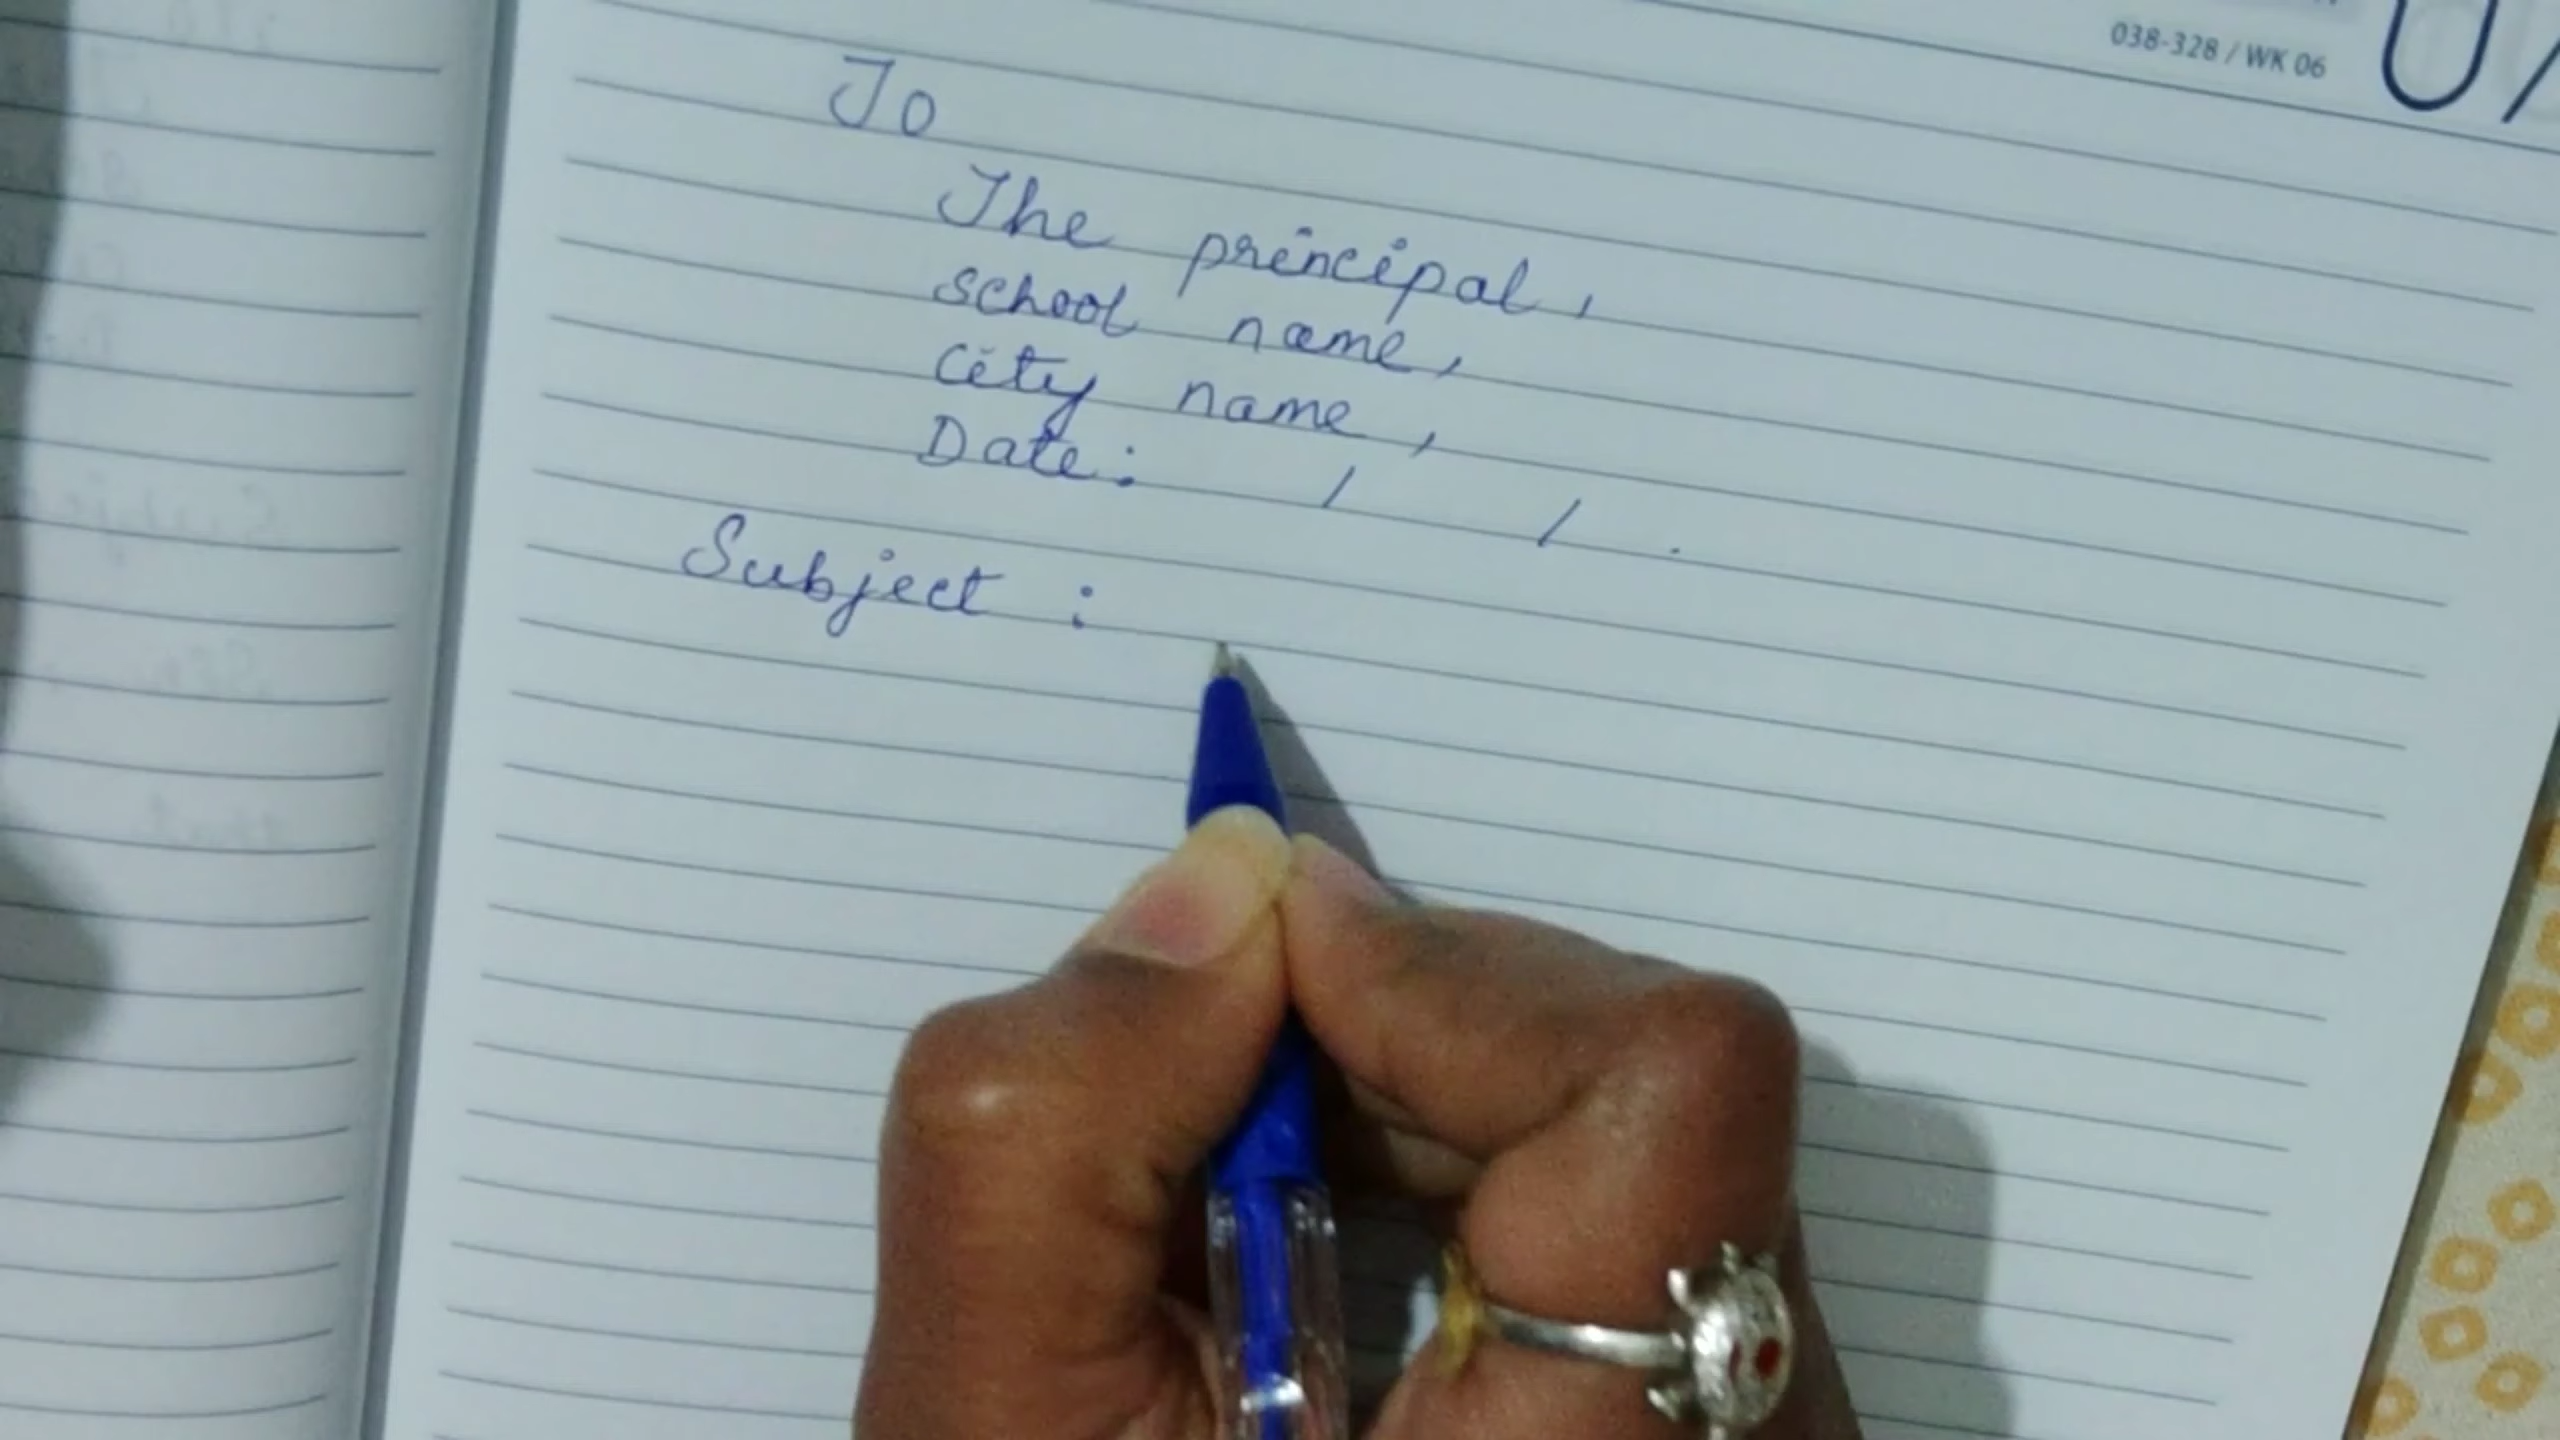 038-328 / WK 06
To
The principal,
school name,
city name,
Date: / / .
Subject :